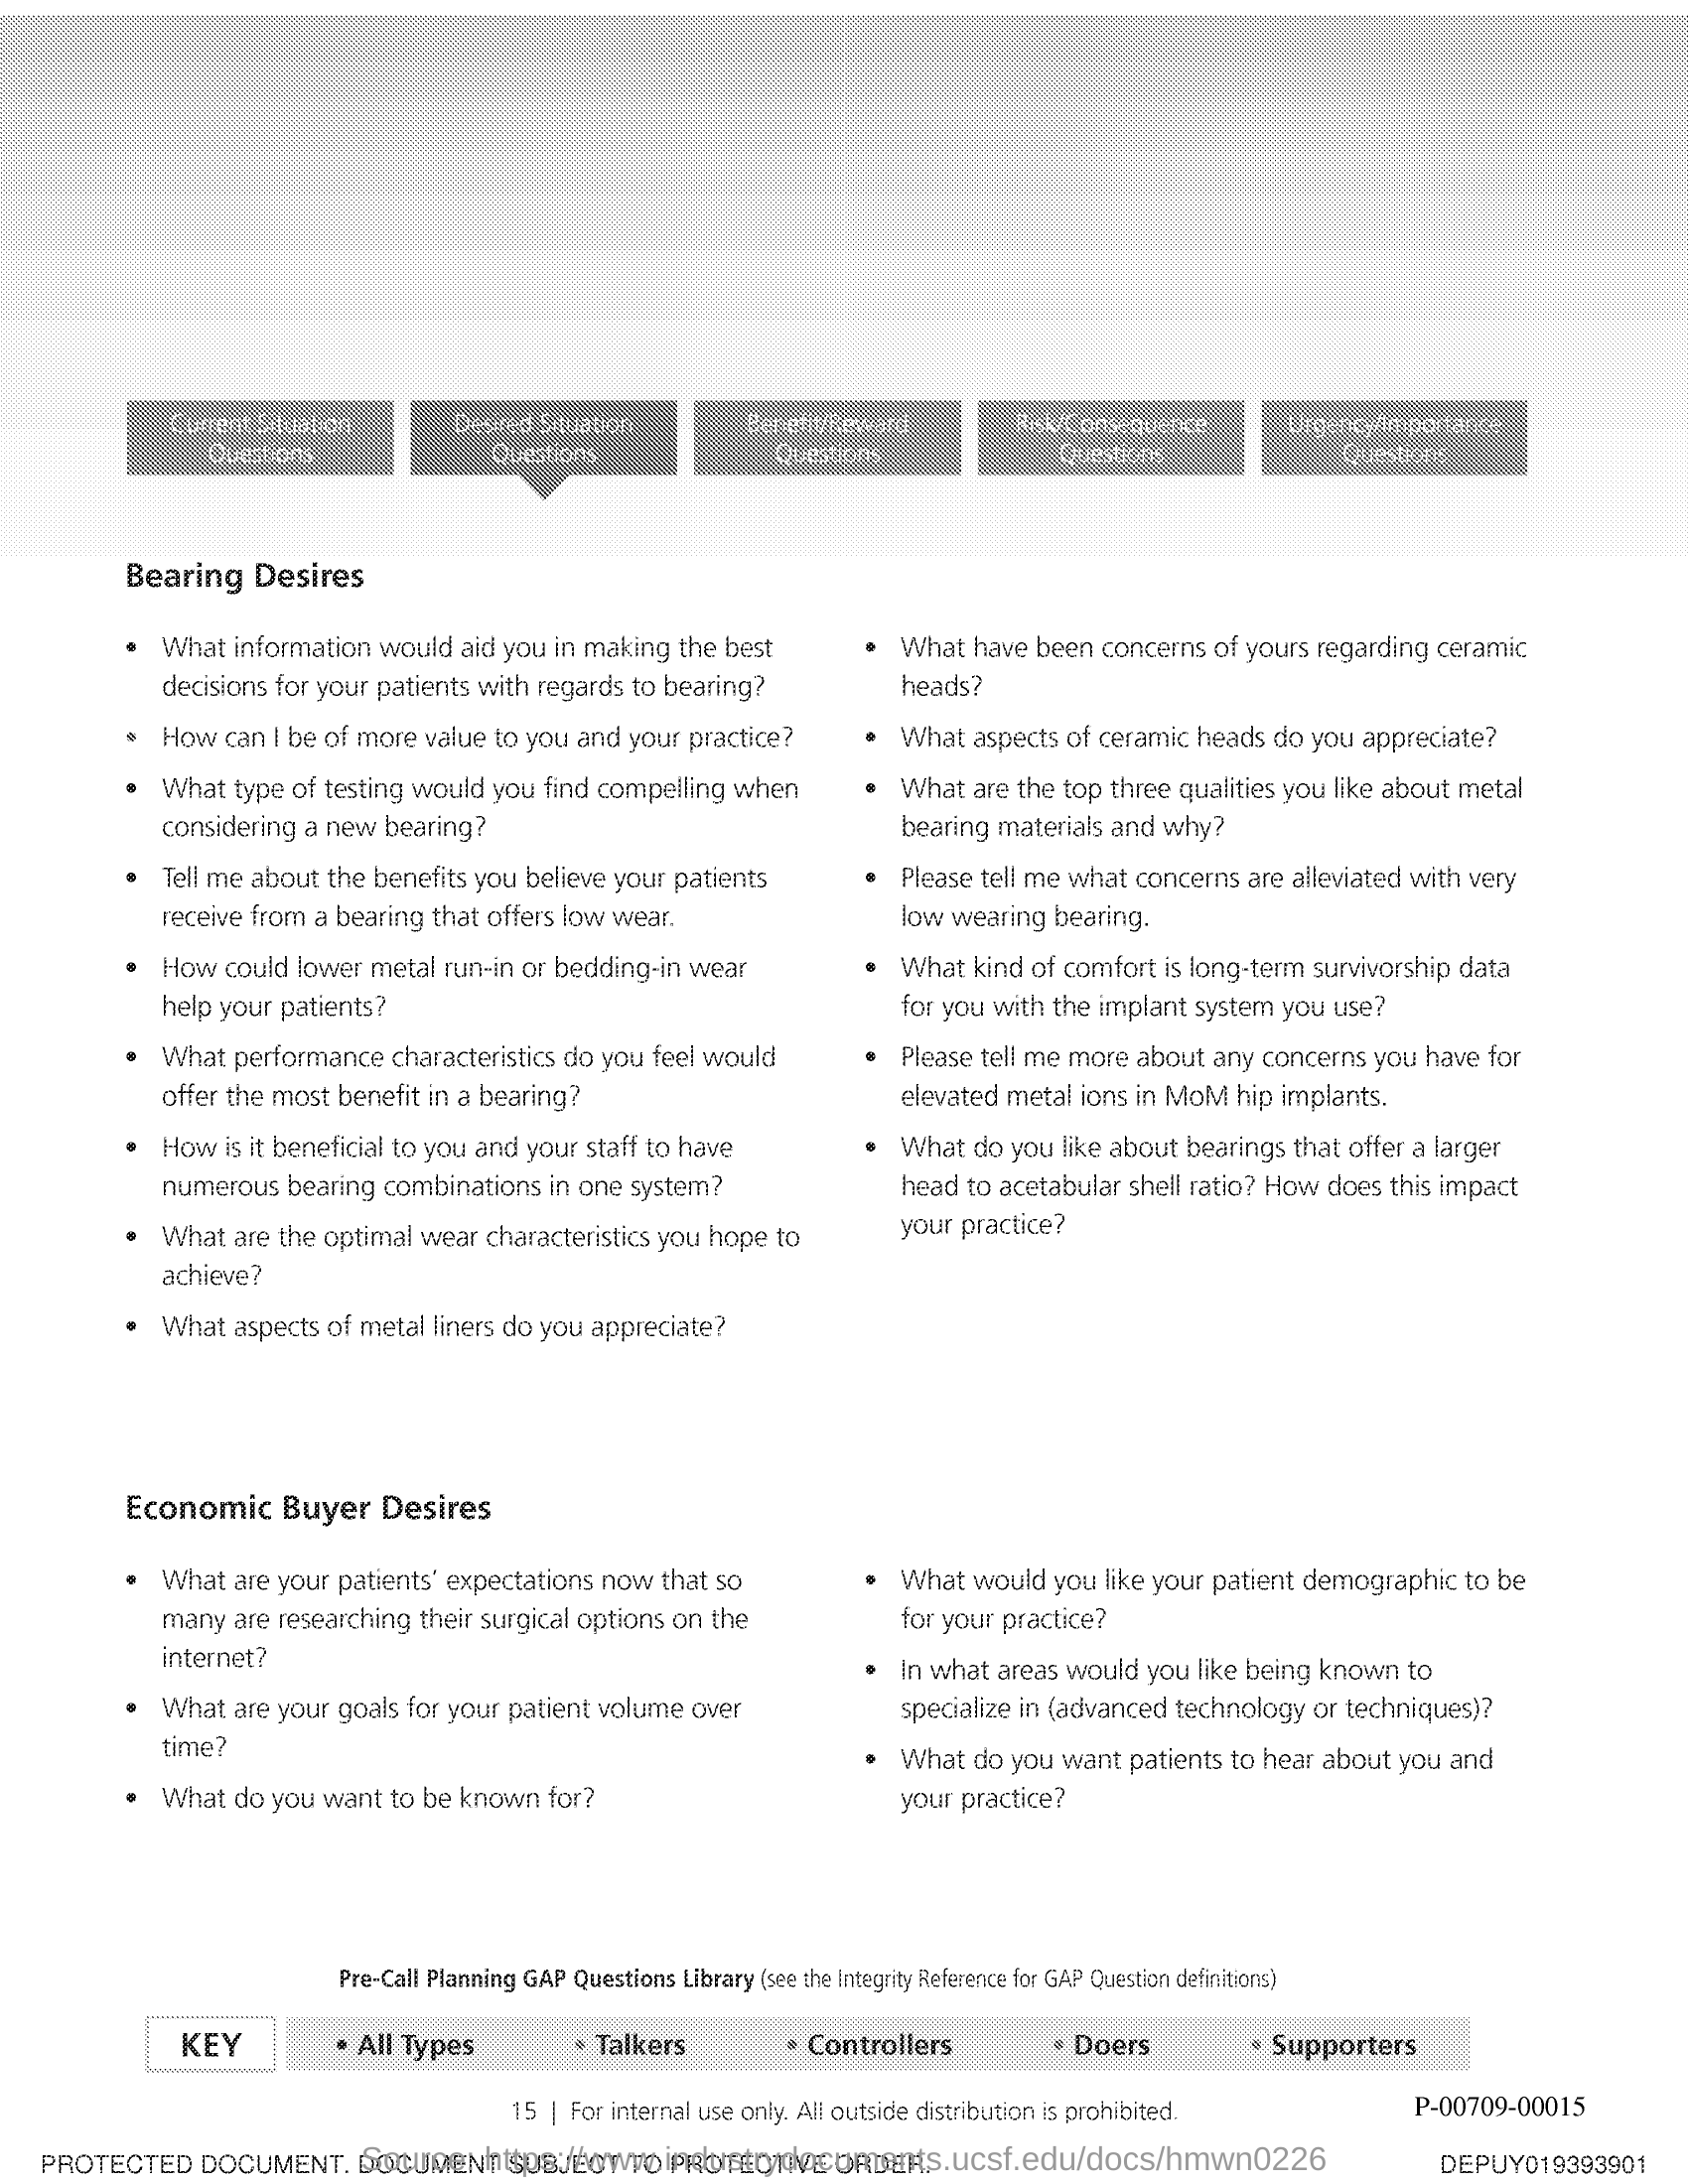 Current Situation
Questions
Desired Situation
Questions
Benefit/Reward
Questions
Risk/Consequence
Questions
Urgency/Importance
Questions
Bearing Desires
• What information would aid you in making the best
decisions for your patients with regards to bearing?
• How can I be of more value to you and your practice?
• What type of testing would you find compelling when
considering a new bearing?
• Tell me about the benefits you believe your patients
receive from a bearing that offers low wear.
• How could lower metal run-in or bedding-in wear
help your patients?
• What performance characteristics do you feel would
offer the most benefit in a bearing?
• How is it beneficial to you and your staff to have
numerous bearing combinations in one system?
• What are the optimal wear characteristics you hope to
achieve?
• What aspects of metal liners do you appreciate?
• What have been concerns of yours regarding ceramic
heads?
• What aspects of ceramic heads do you appreciate?
• What are the top three qualities you like about metal
bearing materials and why?
• Please tell me what concerns are alleviated with very
low wearing bearing.
• What kind of comfort is long-term survivorship data
for you with the implant system you use?
• Please tell me more about any concerns you have for
elevated metal ions in MoM hip implants.
• What do you like about bearings that offer a larger
head to acetabular shell ratio? How does this impact
your practice?
Economic Buyer Desires
• What are your patients' expectations now that so
many are researching their surgical options on the
internet?
• What are your goals for your patient volume over
time?
• What do you want to be known for?
• What would you like your patient demographic to be
for your practice?
• In what areas would you like being known to
specialize in (advanced technology or techniques)?
• What do you want patients to hear about you and
your practice?
Pre-Call Planning GAP Questions Library (see the Integrity Reference for GAP Question definitions)
KEY • All Types • Talkers • Controllers • Doers • Supporters
15 | For internal use only. All outside distribution is prohibited.
P-00709-00015
PROTECTED DOCUMENT. DOCUMENT SUBJECT TO PROTECTIVE ORDER.
Source: https://www.industrydocuments.ucsf.edu/docs/hmwn0226
DEPUY019393901